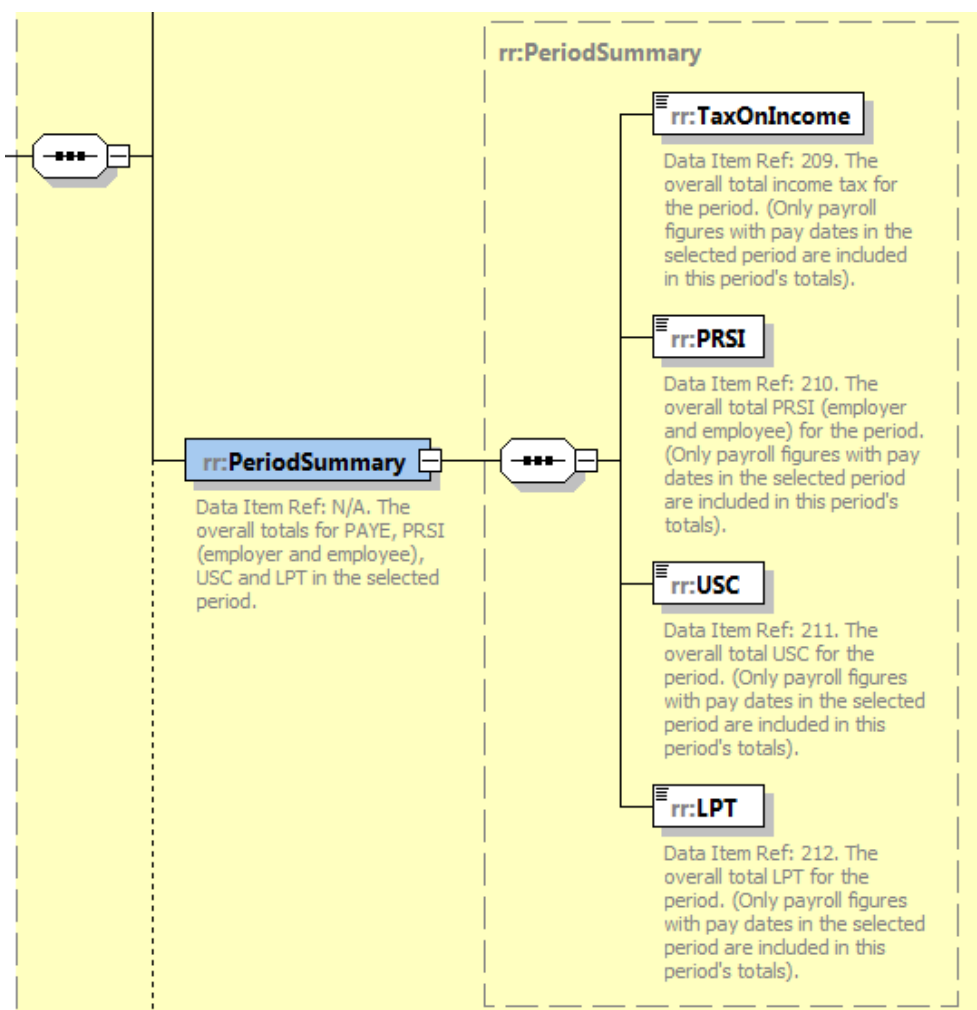 rr:PeriodSummary
rr:TaxOnIncome
Data Item Ref: 209. The
overall total income tax for
the period. (Only payroll
figures with pay dates in the
selected period are included
in this period's totals).
rr:PRSI
Data Item Ref: 210. The
overall total PRSI (employer
and employee) for the period.
(Only payroll figures with pay
dates in the selected period
are included in this period's
totals).
rr:PeriodSummary
Data Item Ref: N/A. The
overall totals for PAYE, PRSI
(employer and employee),
USC and LPT in the selected
period.
rr:USC
Data Item Ref: 211. The
overall total USC for the
period. (Only payroll figures
with pay dates in the selected
period are included in this
period's totals).
rr:LPT
Data Item Ref: 212. The
overall total LPT for the
period. (Only payroll figures
with pay dates in the selected
period are included in this
period's totals).